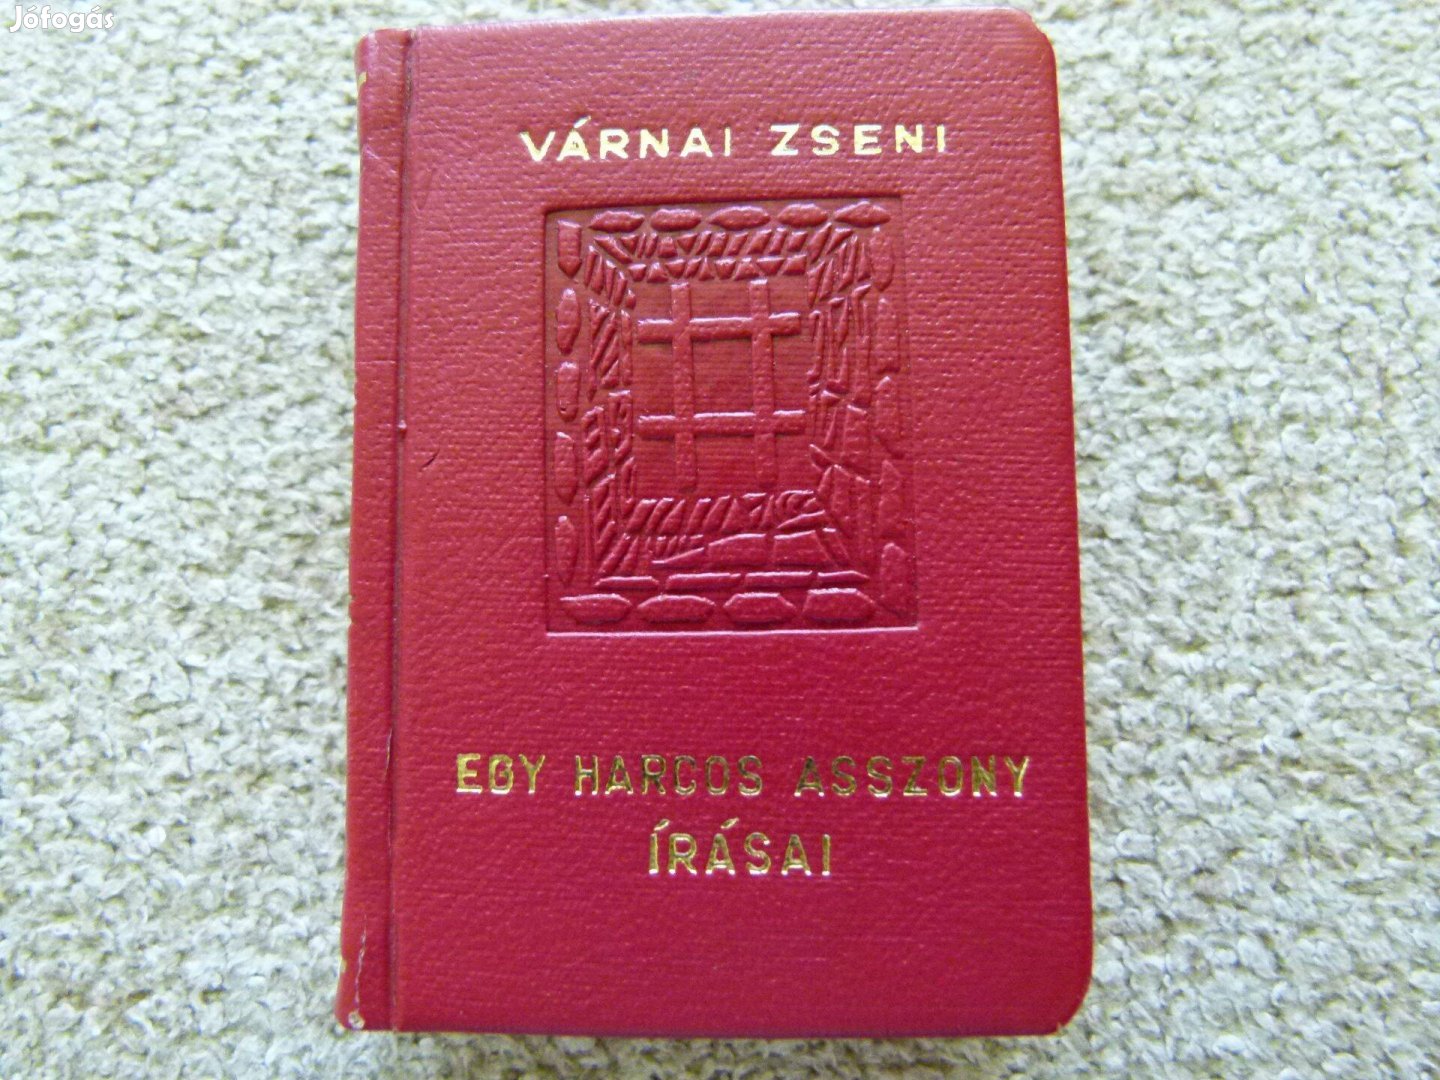 Jófogás
VÁRNAI ZSENI
EGY HARCOS ASSZONY
ÍRÁSAI